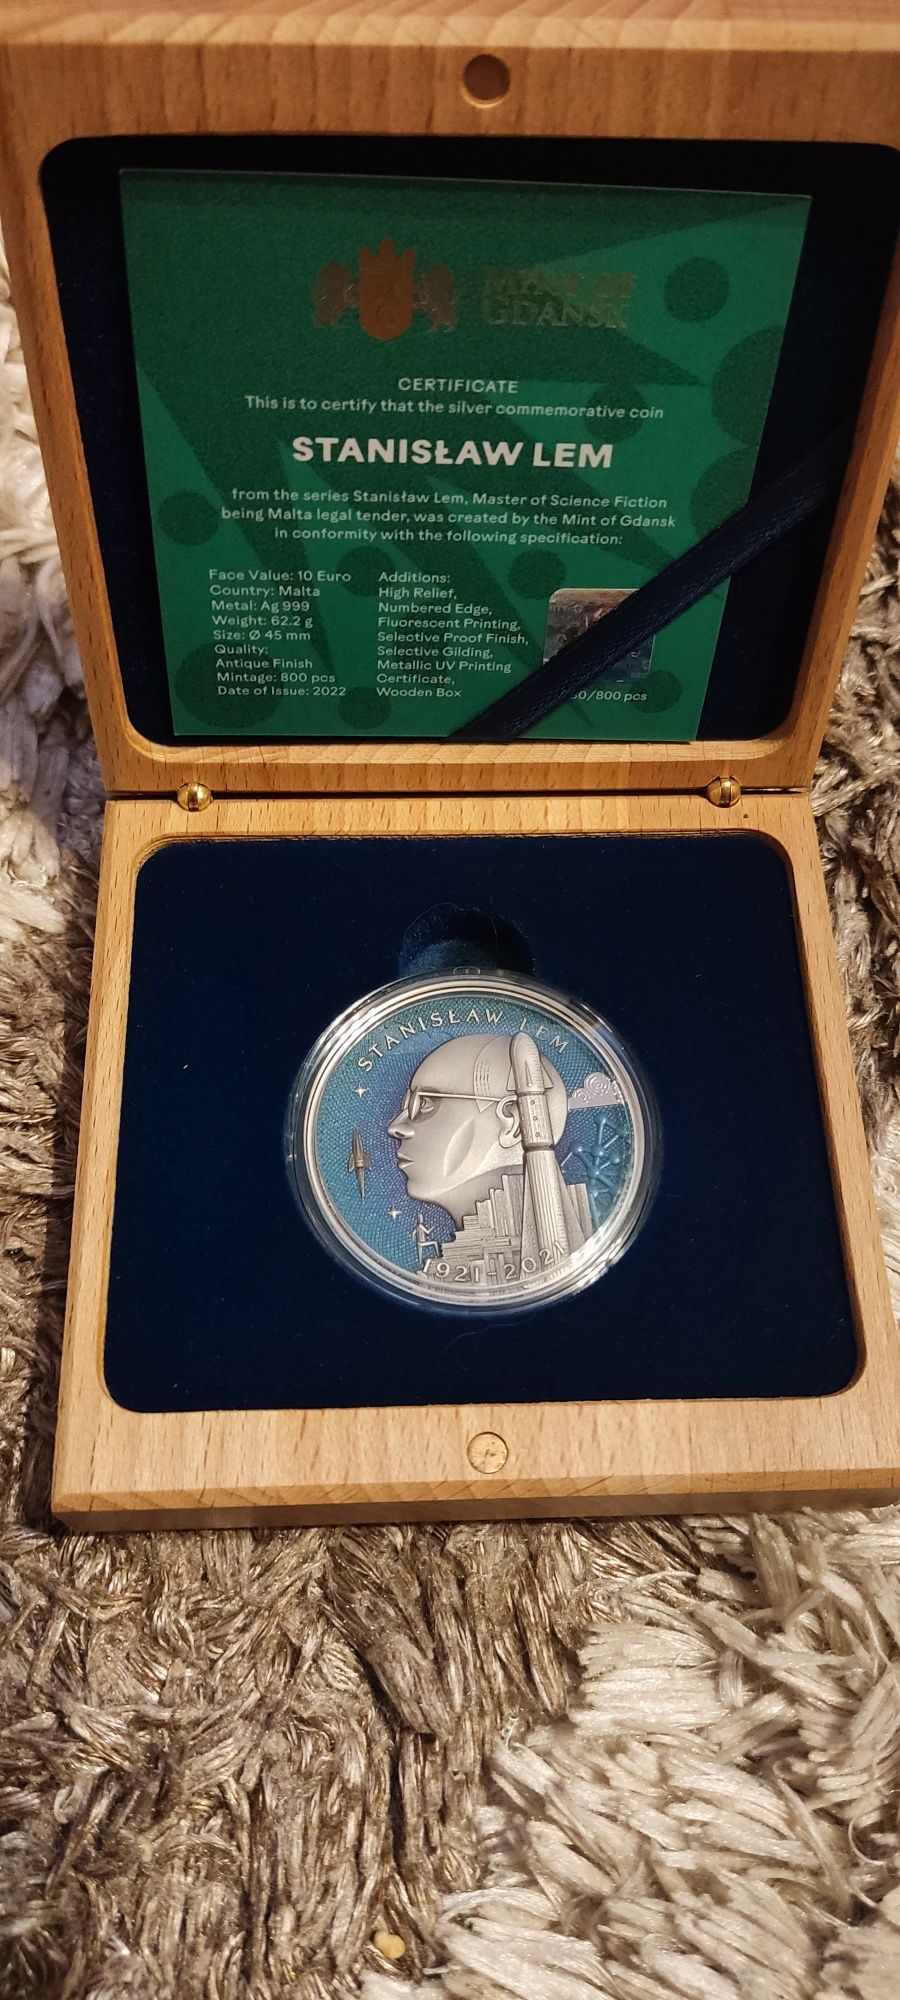 MINT OF
GDANSK
CERTIFICATE
This is to certify that the silver commemorative coin
STANISŁAW LEM
from the series Stanisław Lem, Master of Science Fiction
being Malta legal tender, was created by the Mint of Gdansk
in conformity with the following specification:
Face Value: 10 Euro
Country: Malta
Metal: Ag 999
Weight: 62.2 g
Size: Ø 45 mm
Quality:
Antique Finish
Mintage: 800 pcs
Date of Issue: 2022
Additions:
High Relief,
Numbered Edge,
Fluorescent Printing,
Selective Proof Finish,
Selective Gilding,
Metallic UV Printing
Certificate,
Wooden Box
/800 pcs
STANISŁAW LEM
1921-2021